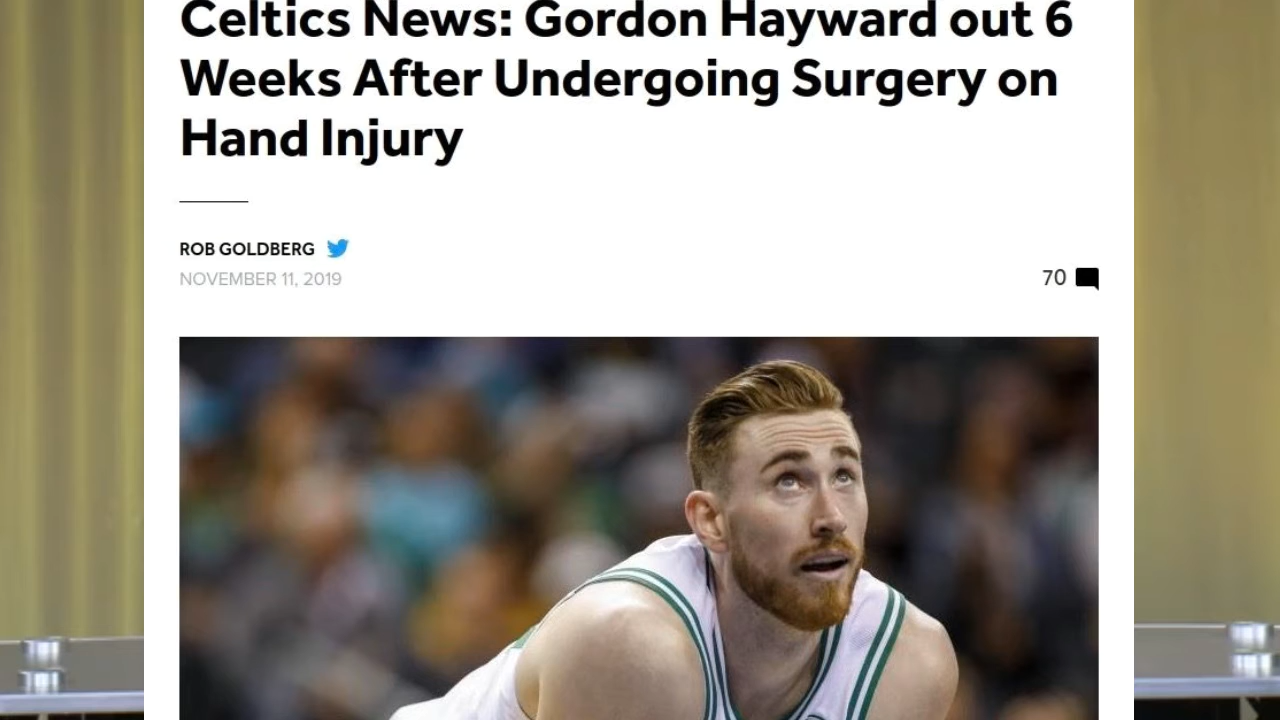 Celtics News: Gordon Hayward out 6
Weeks After Undergoing Surgery on
Hand Injury
ROB GOLDBERG
NOVEMBER 11, 2019
70